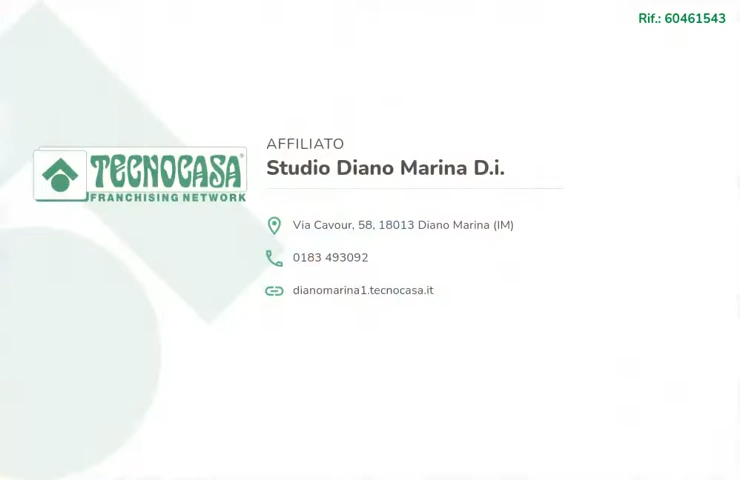 Rif.: 60461543
AFFILIATO
Studio Diano Marina D.i.
TECNOCASA®
FRANCHISING NETWORK
Via Cavour, 58, 18013 Diano Marina (IM)
0183 493092
dianomarina1.tecnocasa.it